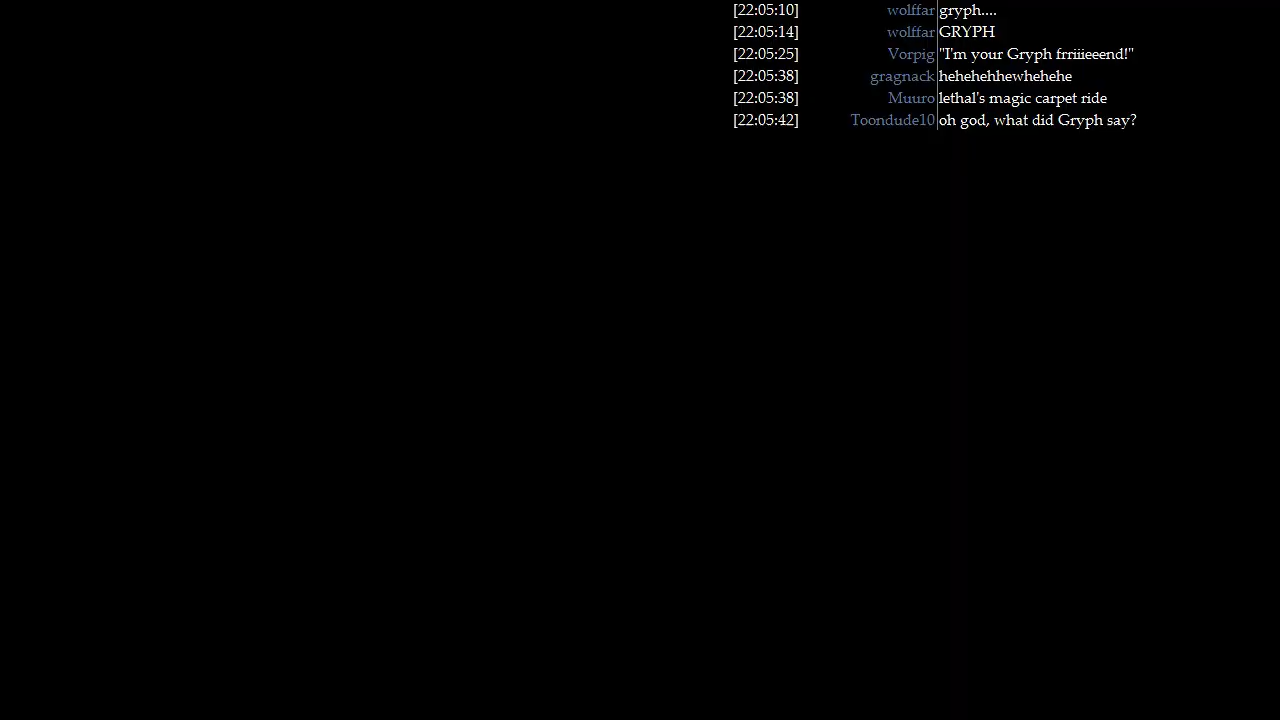 [22:05:10] wolffar gryph....
[22:05:14] wolffar GRYPH
[22:05:25] Vorpig "I'm your Gryph frriiieeend!"
[22:05:38] gragnack hehehehhewhehehe
[22:05:38] Muuro lethal's magic carpet ride
[22:05:42] Toondude10 oh god, what did Gryph say?